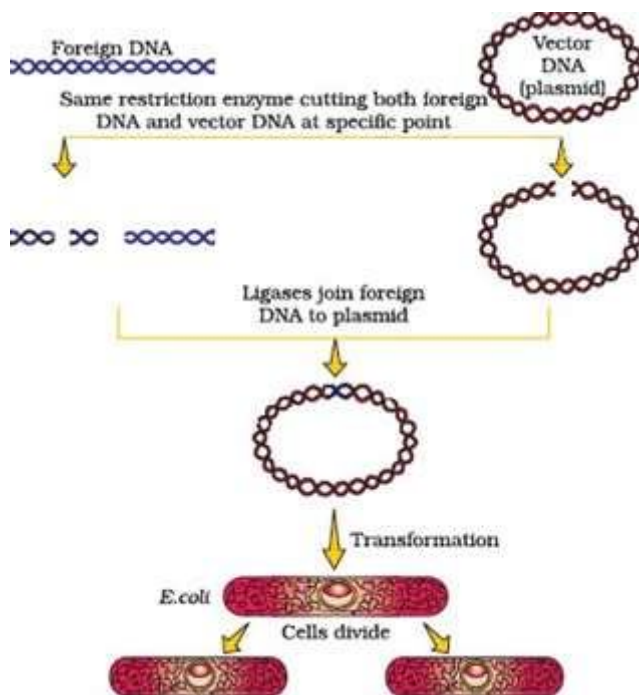 Foreign DNA
Vector
DNA
(plasmid)
Same restriction enzyme cutting both foreign
DNA and vector DNA at specific point
Ligases join foreign
DNA to plasmid
Transformation
E.coli
Cells divide